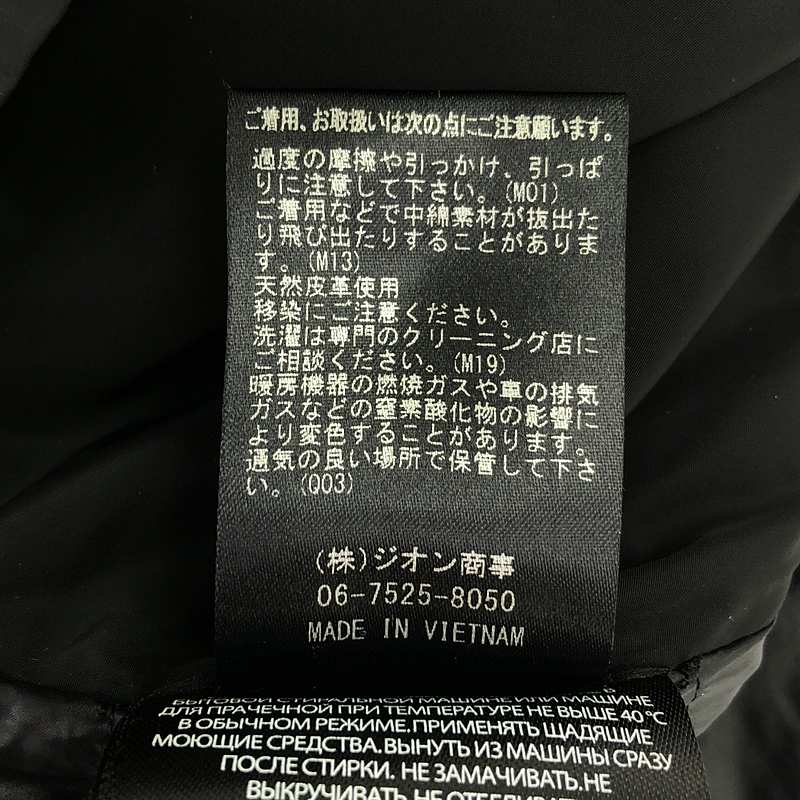 ご着用、お取扱いは次の点にご注意願います。
過度の摩擦や引っかけ、引っぱ
りに注意して下さい。(M01)
ご着用などで中綿素材が抜出た
り飛び出たりすることがありま
す。(M13)
天然皮革使用
移染にご注意ください。
洗濯は専門のクリーニング店に
ご相談ください。(M19)
暖房機器の燃焼ガスや車の排気
ガスなどの窒素酸化物の影響に
より変色することがあります。
通気の良い場所で保管して下さ
い。(Q03)
(株)ジオン商事
06-7525-8050
MADE IN VIETNAM
БЫТОВОЙ СТИРАЛЬНОЙ МАШИНЕ ИЛИ МАШИНЕ
ДЛЯ ПРАЧЕЧНОЙ ПРИ ТЕМПЕРАТУРЕ НЕ ВЫШЕ 40°C
В ОБЫЧНОМ РЕЖИМЕ. ПРИМЕНЯТЬ ЩАДЯЩИЕ
МОЮЩИЕ СРЕДСТВА. ВЫНУТЬ ИЗ МАШИНЫ СРАЗУ
ПОСЛЕ СТИРКИ. НЕ ЗАМАЧИВАТЬ. НЕ
ВЫКРУЧИВАТЬ. НЕ ОТБЕЛИВАТЬ